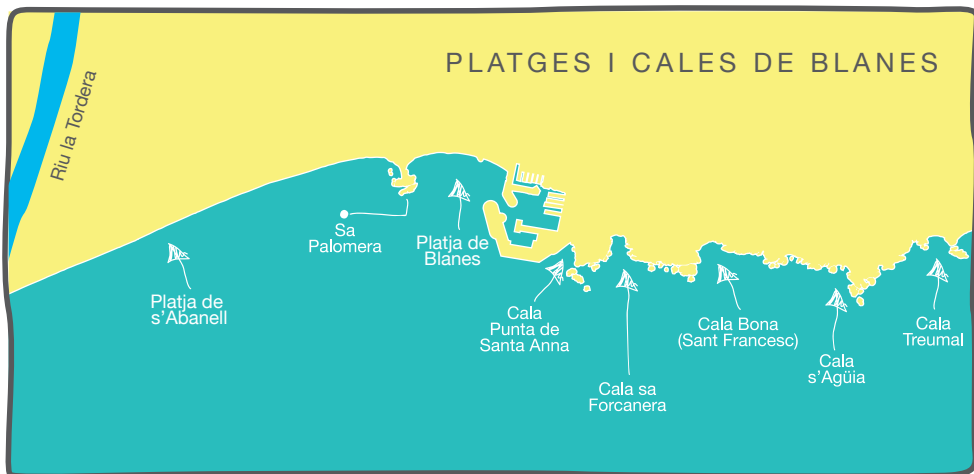 PLATGES I CALES DE BLANES
Riu la Tordera
Sa
Palomera
Platja de
Blanes
Platja de
s'Abanell
Cala
Punta de
Santa Anna
Cala sa
Forcanera
Cala Bona
(Sant Francesc)
Cala
s'Agüia
Cala
Treumal